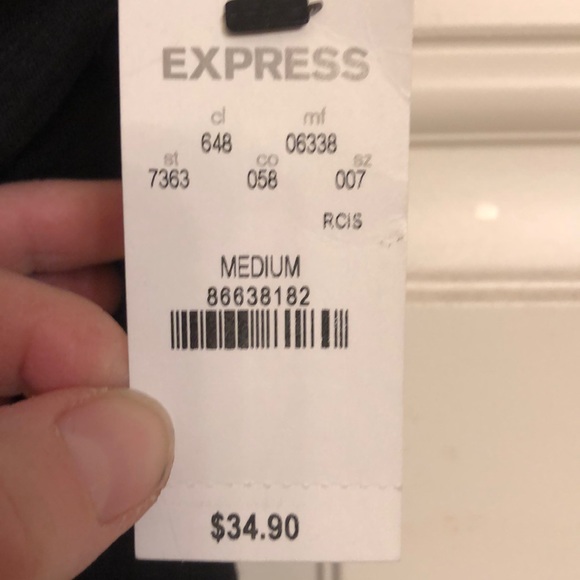 EXPRESS
cl mf
648 06338
st co sz
7363 058 007
RCIS
MEDIUM
86638182
$34.90